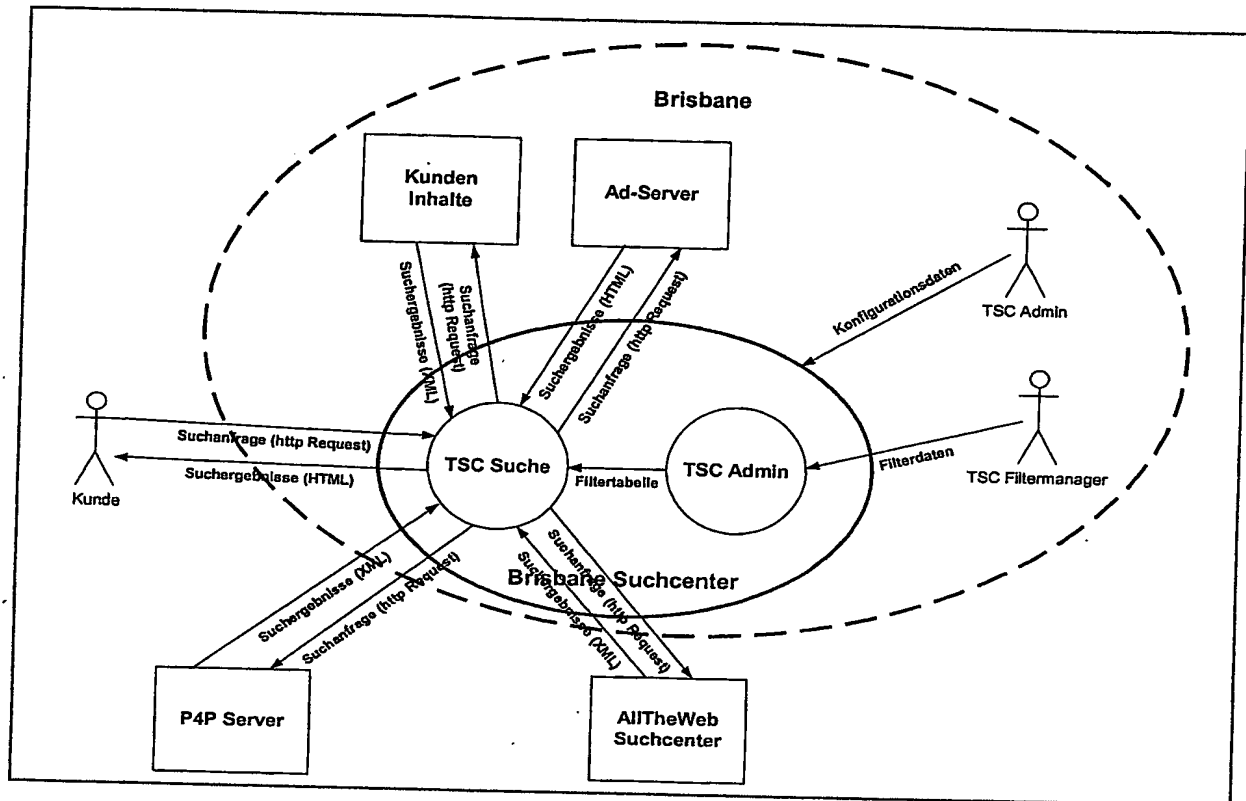 Brisbane
Kunden
Inhalte
Ad-Server
Suchergebnisso (XML)
Suchanfrage
(http Request)
Suchergebnisse (HTML)
Suchanfrage (http Request)
Konfigurationsdaten
TSC Admin
Kunde
Suchanfrage (http Request)
Suchergebnisse (HTML)
TSC Suche
Filtertabelle
TSC Admin
Filterdaten
TSC Filtermanager
Suchergebnisse (XML)
Suchanfrage (http Request)
Suchanfrage (http Request)
Suchergebnisse (XML)
Brisbane Suchcenter
P4P Server
AllTheWeb
Suchcenter